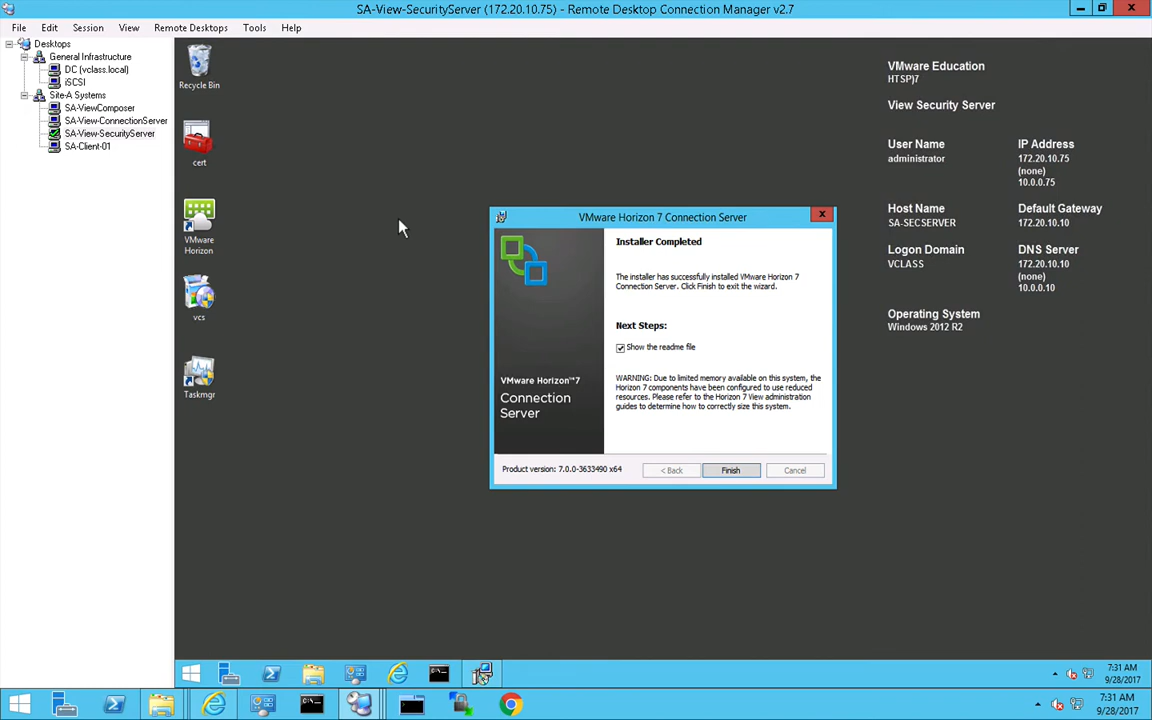 SA-View-SecurityServer (172.20.10.75) - Remote Desktop Connection Manager v2.7
File Edit Session View Remote Desktops Tools Help
Desktops
General Infrastructure
DC (vclass.local)
iSCSI
Site-A Systems
SA-ViewComposer
SA-View-ConnectionServer
SA-View-SecurityServer
SA-Client-01
Recycle Bin
cert
VMware
Horizon
vcs
Taskmgr
VMware Education
HTSP)7
View Security Server
User Name
administrator
IP Address
172.20.10.75
(none)
10.0.0.75
Host Name
SA-SECSERVER
Default Gateway
172.20.10.10
Logon Domain
VCLASS
DNS Server
172.20.10.10
(none)
10.0.0.10
Operating System
Windows 2012 R2
VMware Horizon 7 Connection Server
Installer Completed
The installer has successfully installed VMware Horizon 7
Connection Server. Click Finish to exit the wizard.
Next Steps:
Show the readme file
WARNING: Due to limited memory available on this system, the
Horizon 7 components have been configured to use reduced
resources. Please refer to the Horizon 7 View administration
guides to determine how to correctly size this system.
VMware Horizon™7
Connection
Server
Product version: 7.0.0-3633490 x64
< Back
Finish
Cancel
7:31 AM
9/28/2017
7:31 AM
9/28/2017